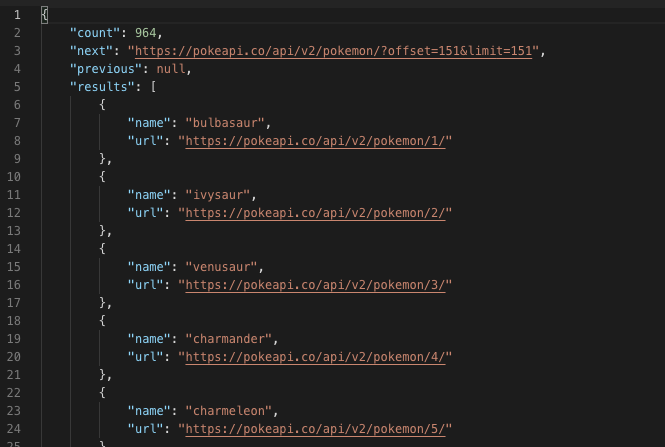 1 {
2     "count": 964,
3     "next": "https://pokeapi.co/api/v2/pokemon/?offset=151&limit=151",
4     "previous": null,
5     "results": [
6         {
7             "name": "bulbasaur",
8             "url": "https://pokeapi.co/api/v2/pokemon/1/"
9         },
10         {
11             "name": "ivysaur",
12             "url": "https://pokeapi.co/api/v2/pokemon/2/"
13         },
14         {
15             "name": "venusaur",
16             "url": "https://pokeapi.co/api/v2/pokemon/3/"
17         },
18         {
19             "name": "charmander",
20             "url": "https://pokeapi.co/api/v2/pokemon/4/"
21         },
22         {
23             "name": "charmeleon",
24             "url": "https://pokeapi.co/api/v2/pokemon/5/"
25         }